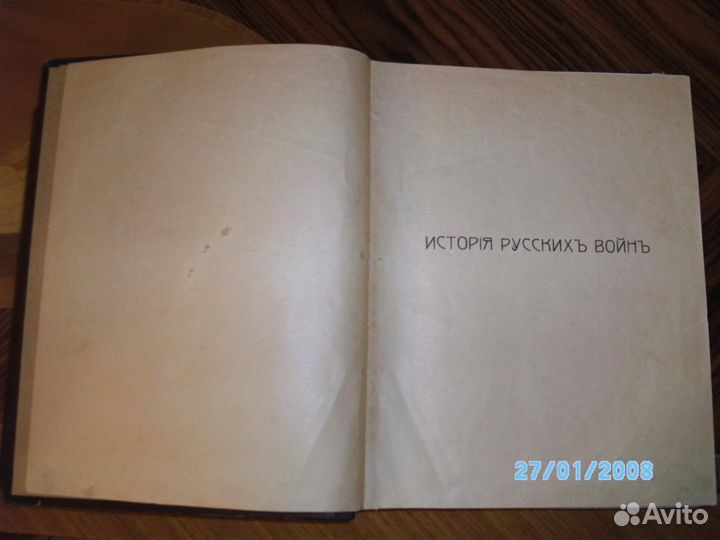 ИСТОРІЯ РУССКИХЪ ВОЙНЪ
27/01/2008
Avito